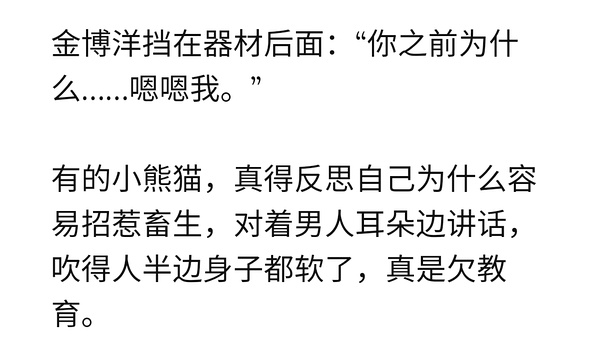 金博洋挡在器材后面：“你之前为什
么……嗯嗯我。”
有的小熊猫，真得反思自己为什么容
易招惹畜生，对着男人耳朵边讲话，
吹得人半边身子都软了，真是欠教
育。